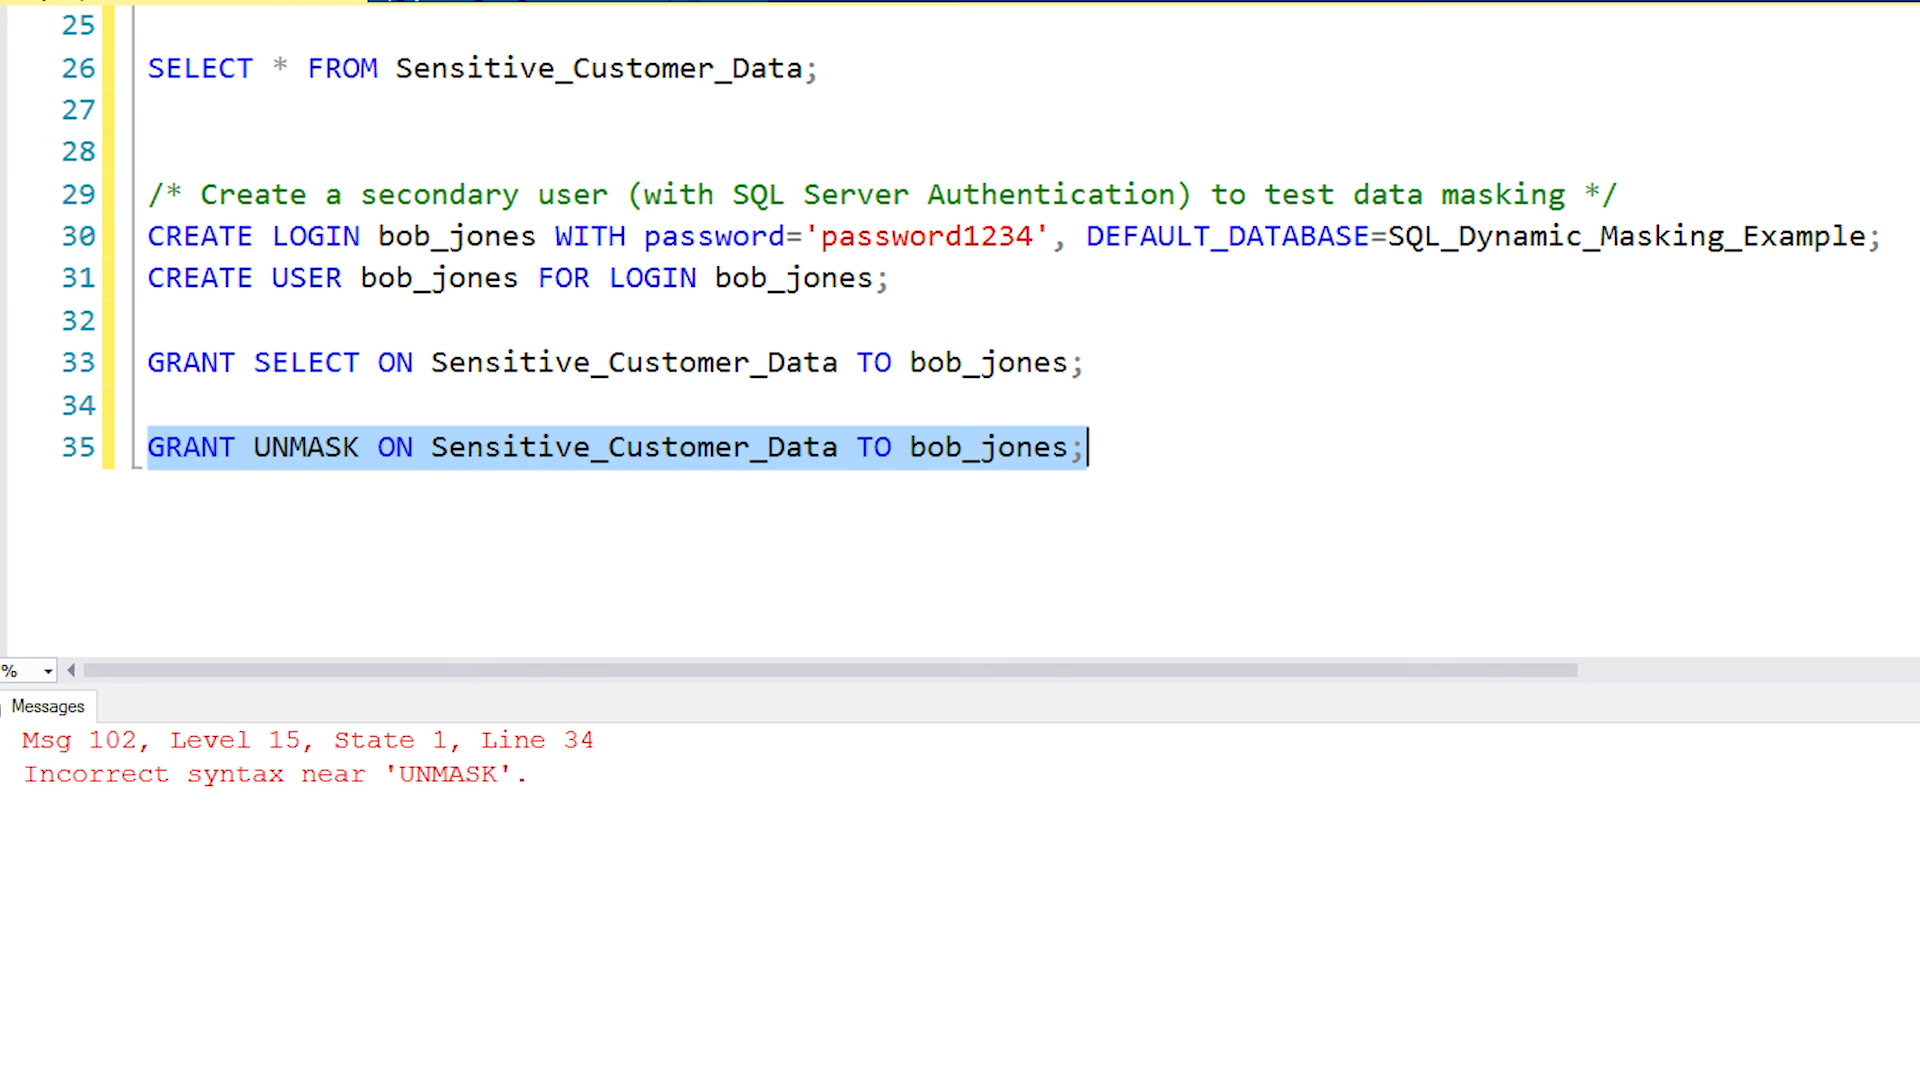 25
26 SELECT * FROM Sensitive_Customer_Data;
27
28
29 /* Create a secondary user (with SQL Server Authentication) to test data masking */
30 CREATE LOGIN bob_jones WITH password='password1234', DEFAULT_DATABASE=SQL_Dynamic_Masking_Example;
31 CREATE USER bob_jones FOR LOGIN bob_jones;
32
33 GRANT SELECT ON Sensitive_Customer_Data TO bob_jones;
34
35 GRANT UNMASK ON Sensitive_Customer_Data TO bob_jones;
%
Messages
Msg 102, Level 15, State 1, Line 34
Incorrect syntax near 'UNMASK'.